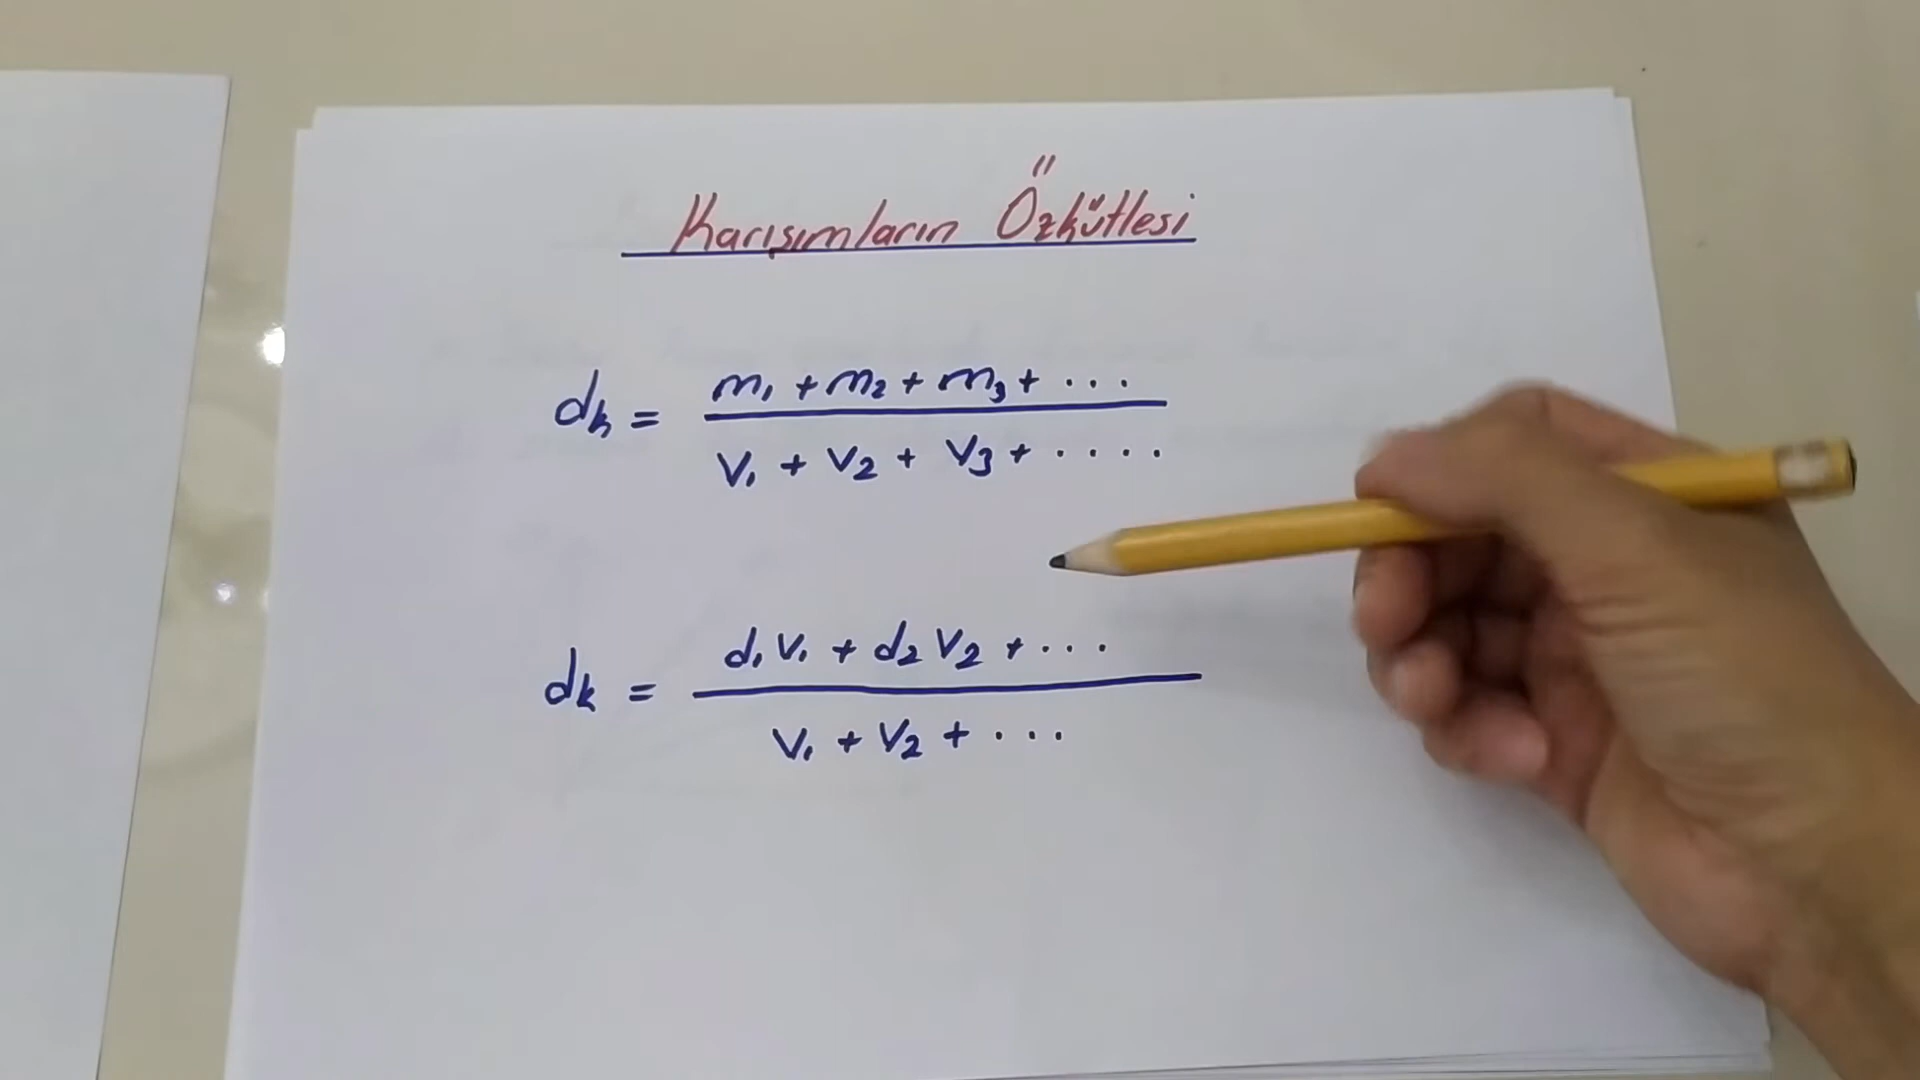 Karışımların Özkütlesi
dk = m1 + m2 + m3 + ...
V1 + V2 + V3 + ....
dk = d1 V1 + d2 V2 + ...
V1 + V2 + ...